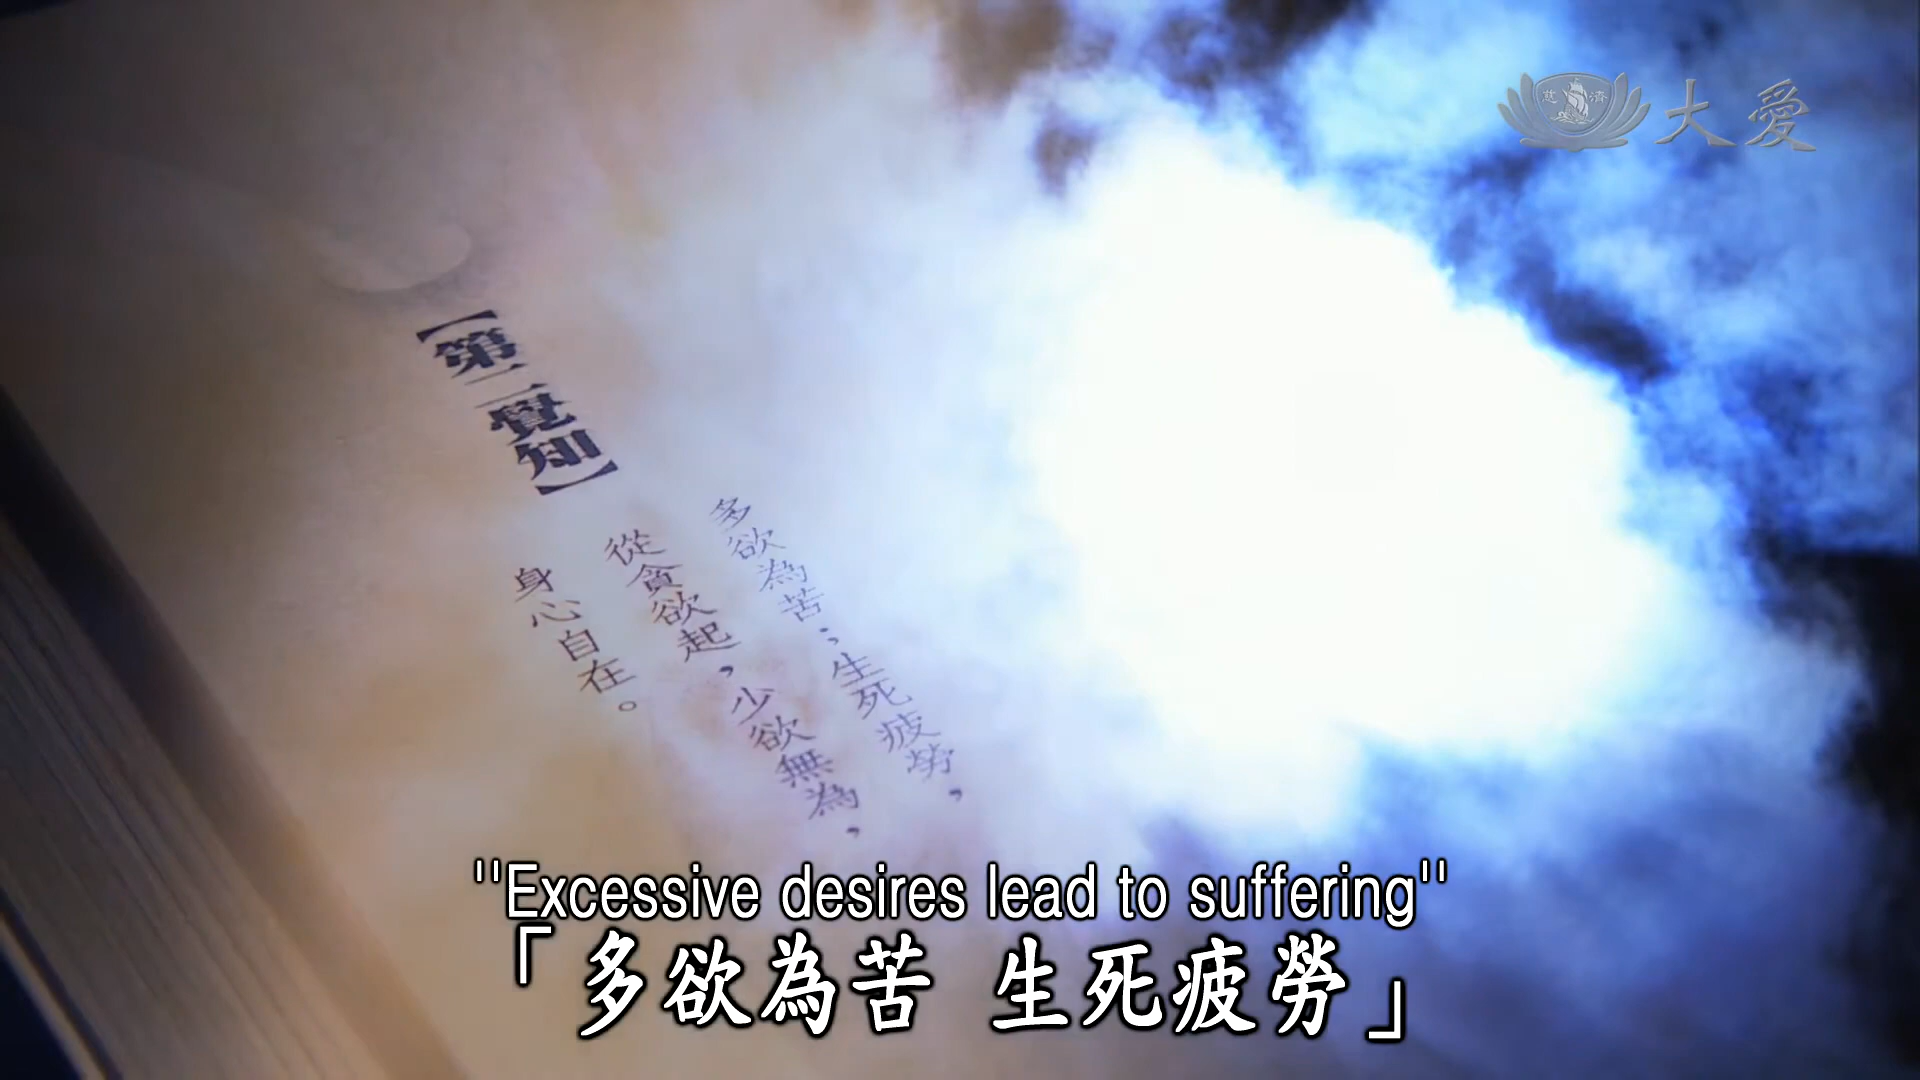 慈濟 大愛
【第二覺知】
多欲為苦；生死疲勞，
從貪欲起，少欲無為，
身心自在。
"Excessive desires lead to suffering"
「多欲為苦 生死疲勞」